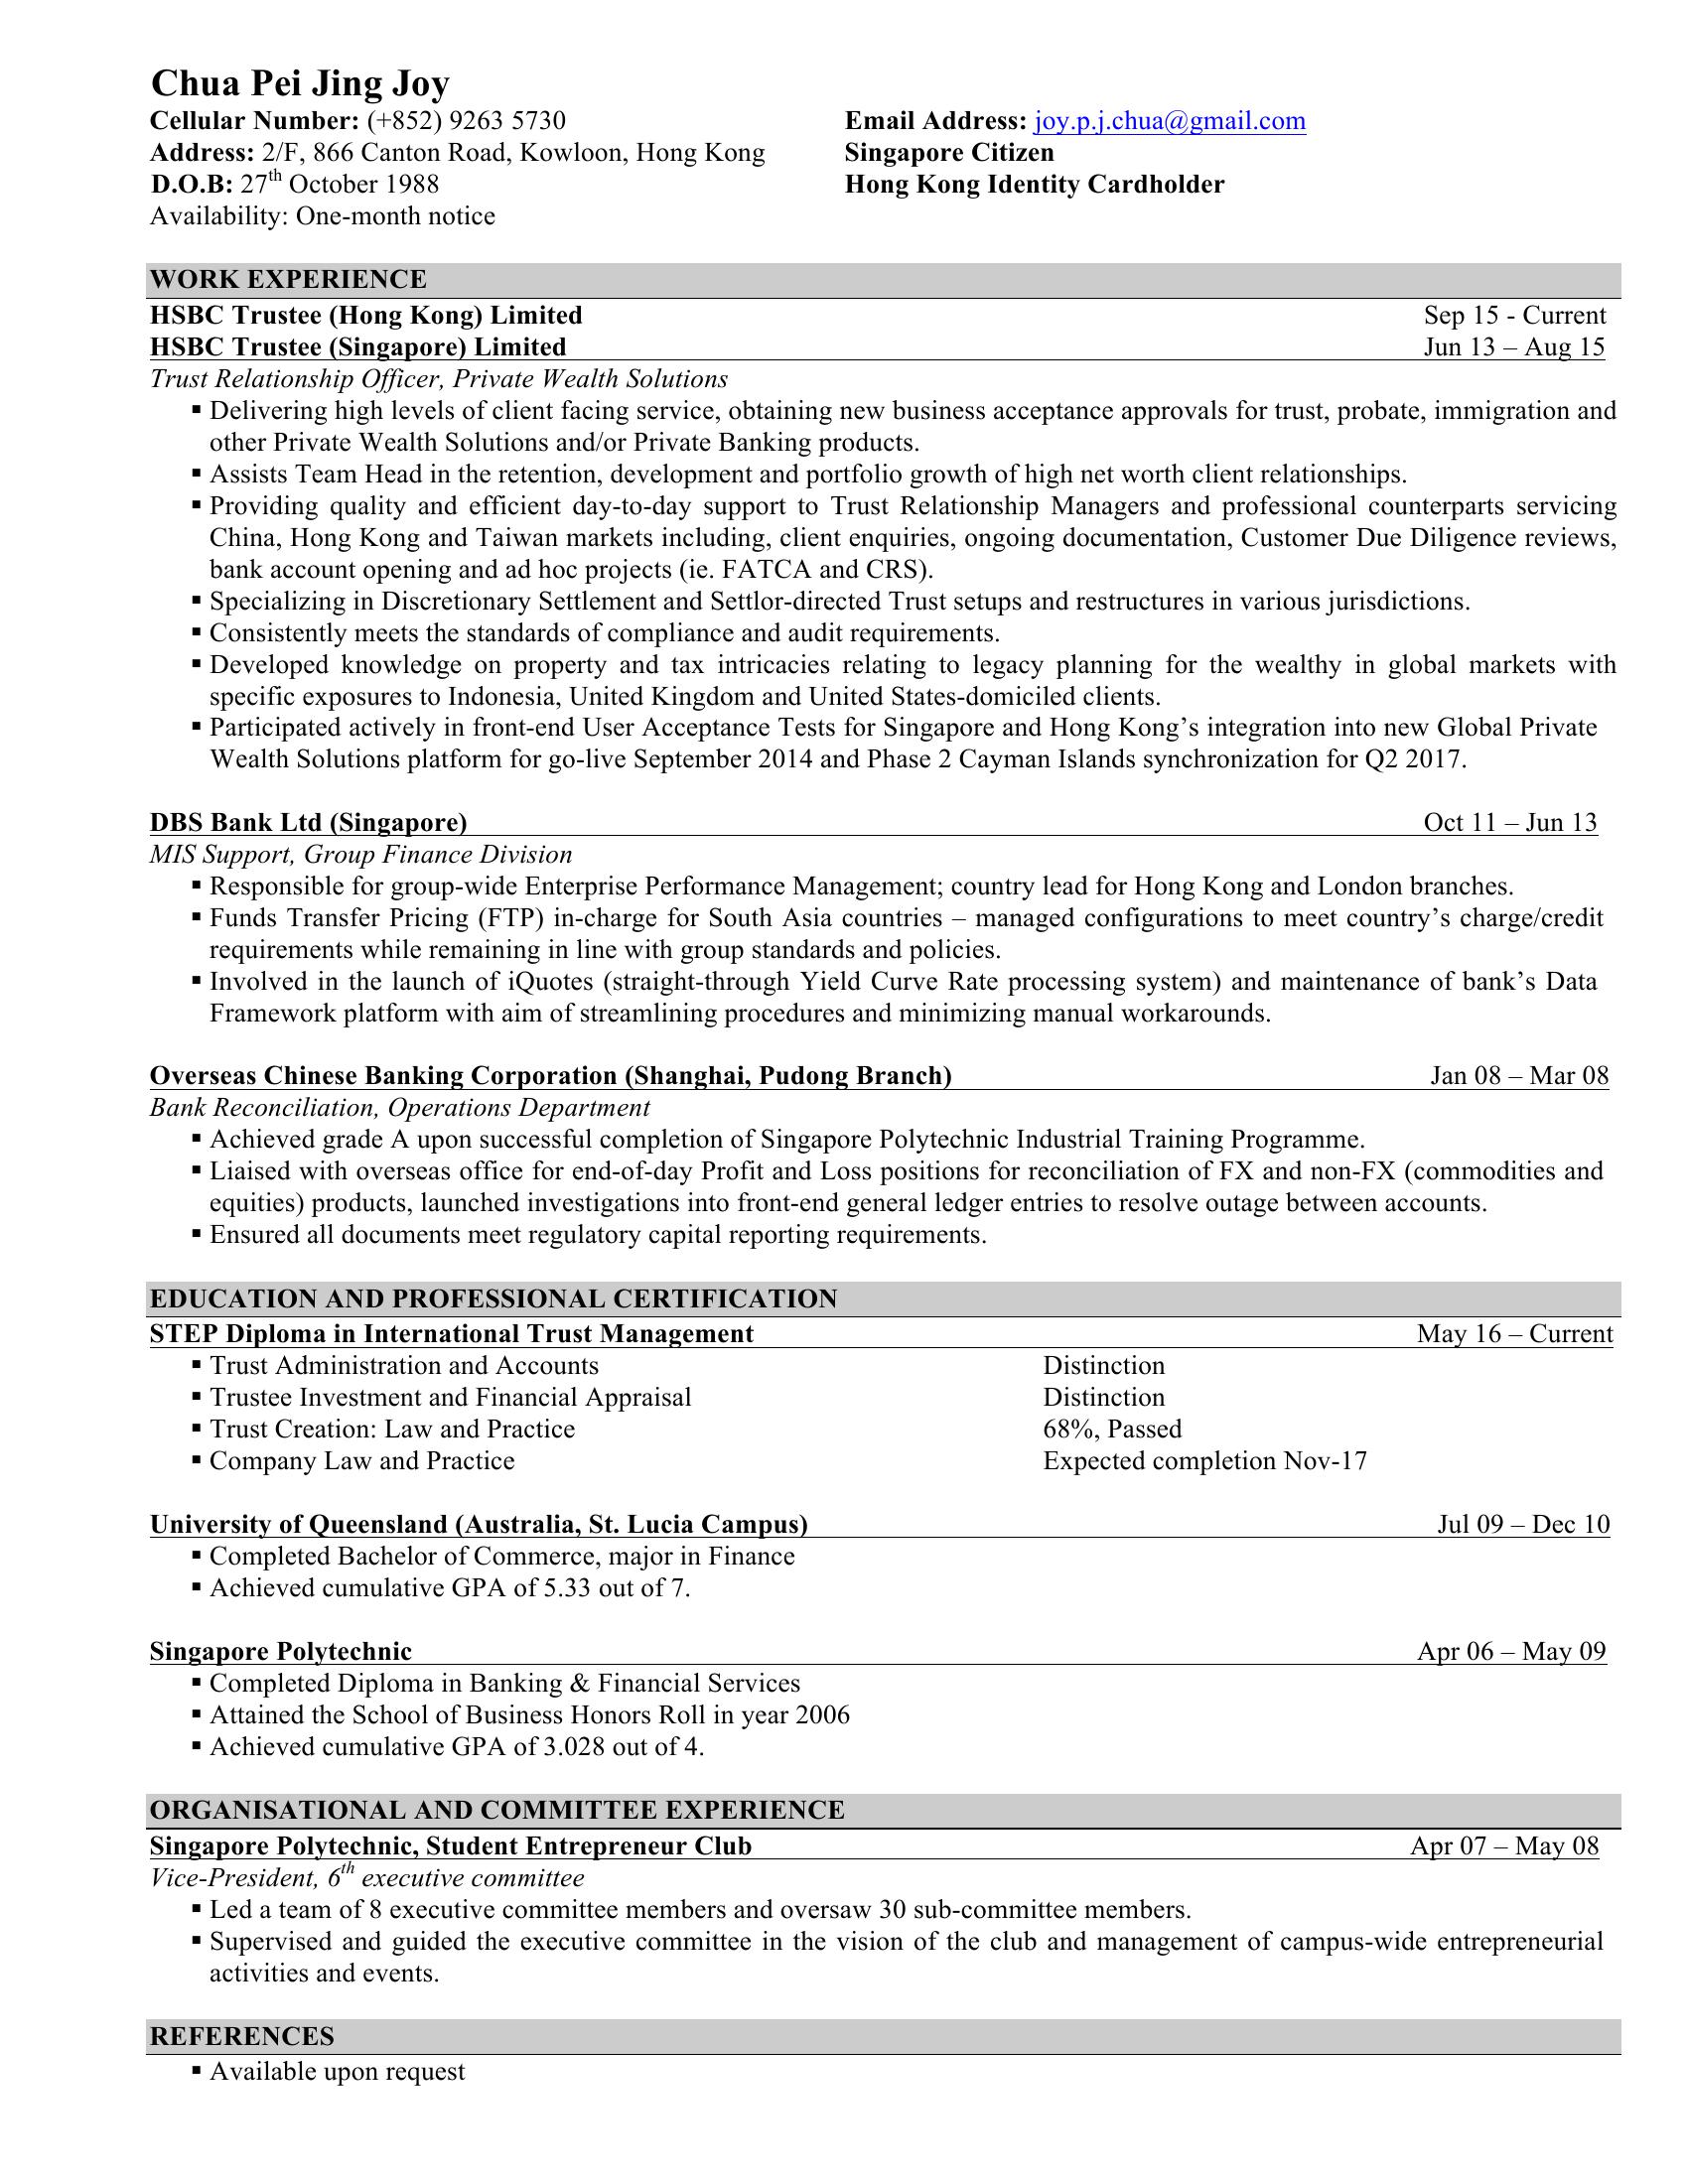 Chua Pei Jing Joy
Cellular Number: (+852) 9263 5730 Email Address: joy.p.j.chua@gmail.com
Address: 2/F, 866 Canton Road, Kowloon, Hong Kong Singapore Citizen
D.O.B: 27th October 1988 Hong Kong Identity Cardholder
Availability: One-month notice
WORK EXPERIENCE
HSBC Trustee (Hong Kong) Limited Sep 15 - Current
HSBC Trustee (Singapore) Limited Jun 13 – Aug 15
Trust Relationship Officer, Private Wealth Solutions
▪ Delivering high levels of client facing service, obtaining new business acceptance approvals for trust, probate, immigration and
other Private Wealth Solutions and/or Private Banking products.
▪ Assists Team Head in the retention, development and portfolio growth of high net worth client relationships.
▪ Providing quality and efficient day-to-day support to Trust Relationship Managers and professional counterparts servicing
China, Hong Kong and Taiwan markets including, client enquiries, ongoing documentation, Customer Due Diligence reviews,
bank account opening and ad hoc projects (ie. FATCA and CRS).
▪ Specializing in Discretionary Settlement and Settlor-directed Trust setups and restructures in various jurisdictions.
▪ Consistently meets the standards of compliance and audit requirements.
▪ Developed knowledge on property and tax intricacies relating to legacy planning for the wealthy in global markets with
specific exposures to Indonesia, United Kingdom and United States-domiciled clients.
▪ Participated actively in front-end User Acceptance Tests for Singapore and Hong Kong’s integration into new Global Private
Wealth Solutions platform for go-live September 2014 and Phase 2 Cayman Islands synchronization for Q2 2017.
DBS Bank Ltd (Singapore) Oct 11 – Jun 13
MIS Support, Group Finance Division
▪ Responsible for group-wide Enterprise Performance Management; country lead for Hong Kong and London branches.
▪ Funds Transfer Pricing (FTP) in-charge for South Asia countries – managed configurations to meet country’s charge/credit
requirements while remaining in line with group standards and policies.
▪ Involved in the launch of iQuotes (straight-through Yield Curve Rate processing system) and maintenance of bank’s Data
Framework platform with aim of streamlining procedures and minimizing manual workarounds.
Overseas Chinese Banking Corporation (Shanghai, Pudong Branch) Jan 08 – Mar 08
Bank Reconciliation, Operations Department
▪ Achieved grade A upon successful completion of Singapore Polytechnic Industrial Training Programme.
▪ Liaised with overseas office for end-of-day Profit and Loss positions for reconciliation of FX and non-FX (commodities and
equities) products, launched investigations into front-end general ledger entries to resolve outage between accounts.
▪ Ensured all documents meet regulatory capital reporting requirements.
EDUCATION AND PROFESSIONAL CERTIFICATION
STEP Diploma in International Trust Management May 16 – Current
▪ Trust Administration and Accounts Distinction
▪ Trustee Investment and Financial Appraisal Distinction
▪ Trust Creation: Law and Practice 68%, Passed
▪ Company Law and Practice Expected completion Nov-17
University of Queensland (Australia, St. Lucia Campus) Jul 09 – Dec 10
▪ Completed Bachelor of Commerce, major in Finance
▪ Achieved cumulative GPA of 5.33 out of 7.
Singapore Polytechnic Apr 06 – May 09
▪ Completed Diploma in Banking & Financial Services
▪ Attained the School of Business Honors Roll in year 2006
▪ Achieved cumulative GPA of 3.028 out of 4.
ORGANISATIONAL AND COMMITTEE EXPERIENCE
Singapore Polytechnic, Student Entrepreneur Club Apr 07 – May 08
Vice-President, 6th executive committee
▪ Led a team of 8 executive committee members and oversaw 30 sub-committee members.
▪ Supervised and guided the executive committee in the vision of the club and management of campus-wide entrepreneurial
activities and events.
REFERENCES
▪ Available upon request